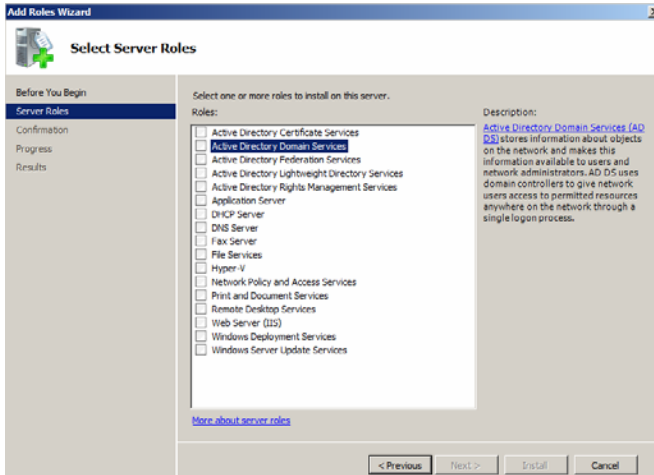 Add Roles Wizard
Select Server Roles
Before You Begin
Server Roles
Confirmation
Progress
Results
Select one or more roles to install on this server.
Roles:
Active Directory Certificate Services
Active Directory Domain Services
Active Directory Federation Services
Active Directory Lightweight Directory Services
Active Directory Rights Management Services
Application Server
DHCP Server
DNS Server
Fax Server
File Services
Hyper-V
Network Policy and Access Services
Print and Document Services
Remote Desktop Services
Web Server (IIS)
Windows Deployment Services
Windows Server Update Services
More about server roles
Description:
Active Directory Domain Services (AD
DS) stores information about objects
on the network and makes this
information available to users and
network administrators. AD DS uses
domain controllers to give network
users access to permitted resources
anywhere on the network through a
single logon process.
< Previous
Next >
Install
Cancel